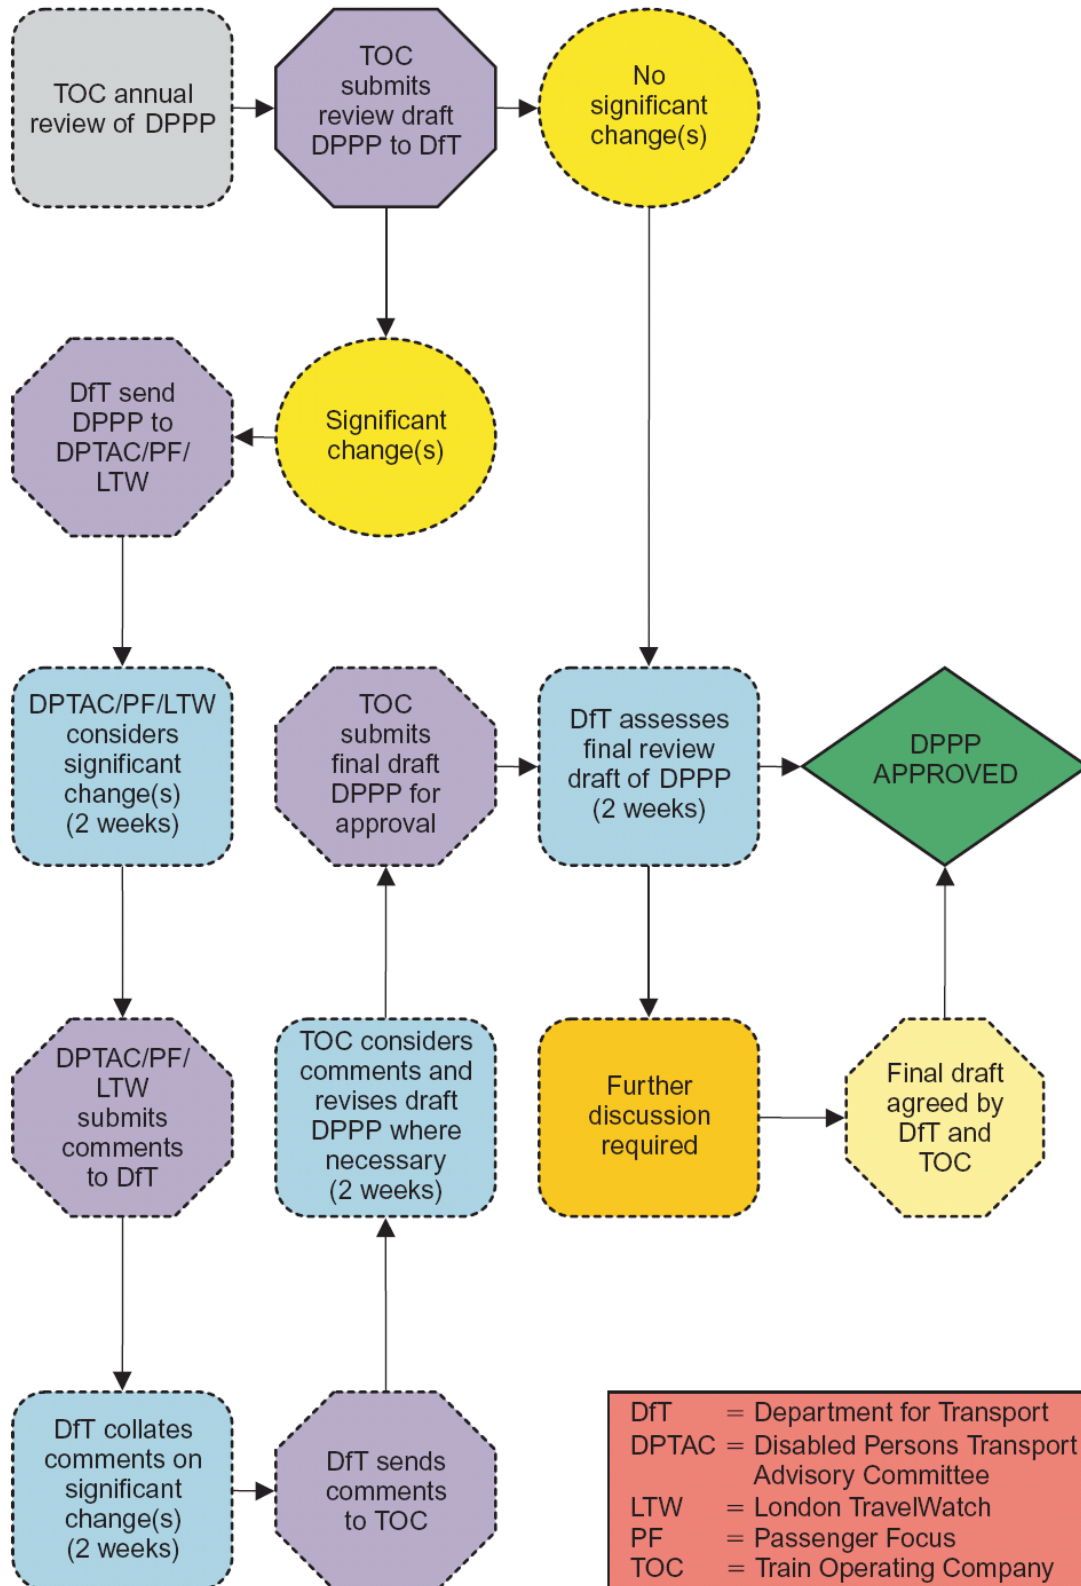 TOC annual
review of DPPP
TOC
submits
review draft
DPPP to DfT
No
significant
change(s)
DfT send
DPPP to
DPTAC/PF/
LTW
Significant
change(s)
DPTAC/PF/LTW
considers
significant
change(s)
(2 weeks)
TOC
submits
final draft
DPPP for
approval
DfT assesses
final review
draft of DPPP
(2 weeks)
DPPP
APPROVED
DPTAC/PF/
LTW
submits
comments
to DfT
TOC considers
comments and
revises draft
DPPP where
necessary
(2 weeks)
Further
discussion
required
Final draft
agreed by
DfT and
TOC
DfT collates
comments on
significant
change(s)
(2 weeks)
DfT sends
comments
to TOC
DfT = Department for Transport
DPTAC = Disabled Persons Transport
Advisory Committee
LTW = London TravelWatch
PF = Passenger Focus
TOC = Train Operating Company